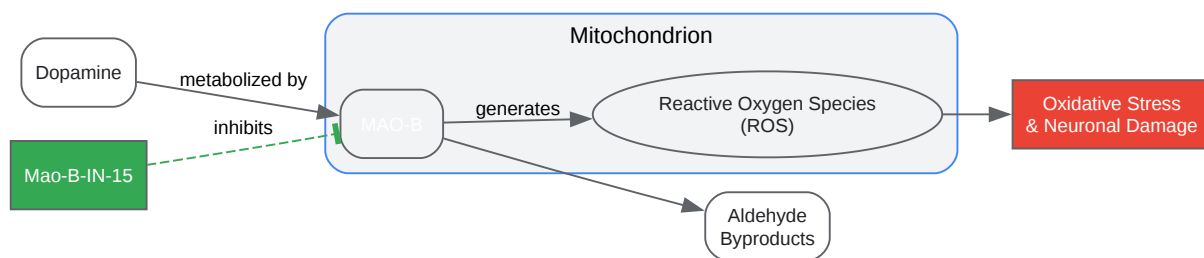 Mitochondrion
Dopamine
metabolized by
MAO-B
generates
Reactive Oxygen Species
(ROS)
Oxidative Stress
& Neuronal Damage
inhibits
Mao-B-IN-15
Aldehyde
Byproducts